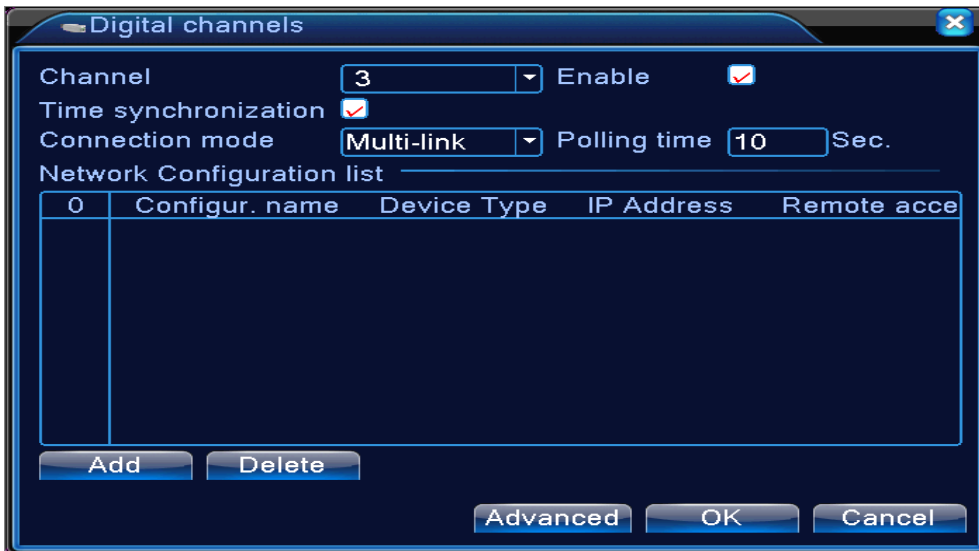 Digital channels
Channel 3 Enable
Time synchronization
Connection mode Multi-link Polling time 10 Sec.
Network Configuration list
0 Configur. name Device Type IP Address Remote acce
Add Delete
Advanced OK Cancel